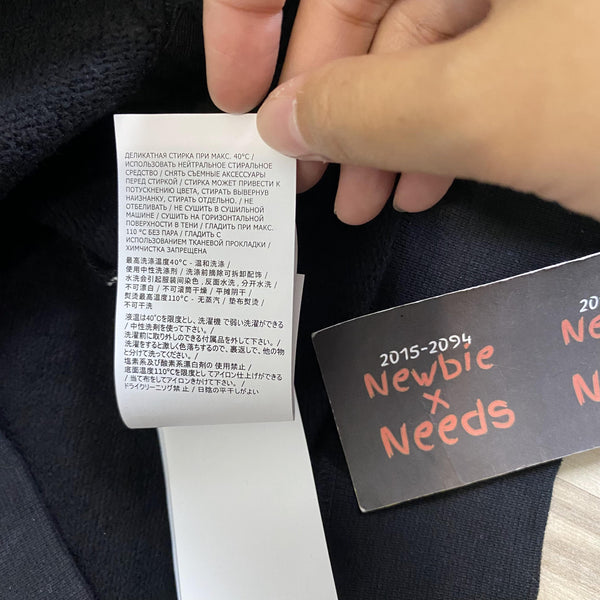 ДЕЛИКАТНАЯ СТИРКА ПРИ МАКС. 40°C /
ИСПОЛЬЗОВАТЬ НЕЙТРАЛЬНОЕ СТИРАЛЬНОЕ
СРЕДСТВО / СНЯТЬ СЪЕМНЫЕ АКСЕССУАРЫ
ПЕРЕД СТИРКОЙ / СТИРКА МОЖЕТ ПРИВЕСТИ К
ПОТУСКНЕНИЮ ЦВЕТА, СТИРАТЬ ВЫВЕРНУВ
НАИЗНАНКУ, СТИРАТЬ ОТДЕЛЬНО. / НЕ
ОТБЕЛИВАТЬ / НЕ СУШИТЬ В СУШИЛЬНОЙ
МАШИНЕ / СУШИТЬ НА ГОРИЗОНТАЛЬНОЙ
ПОВЕРХНОСТИ В ТЕНИ / ГЛАДИТЬ ПРИ МАКС.
110 °C БЕЗ ПАРА / ГЛАДИТЬ С
ИСПОЛЬЗОВАНИЕМ ТКАНЕВОЙ ПРОКЛАДКИ /
ХИМЧИСТКА ЗАПРЕЩЕНА
最高洗涤温度40°C - 温和洗涤 /
使用中性洗涤剂 / 洗涤前摘除可拆卸配饰 /
水洗会引起服装间染色 , 反面水洗 , 分开水洗 /
不可漂白 / 不可滚筒干燥 / 平摊阴干 /
熨烫最高温度110°C - 无蒸汽 / 垫布熨烫 /
不可干洗
液温は40°Cを限度とし、洗濯機 で弱い洗濯ができる
/ 中性洗剤を使って下さい。 /
洗濯前に取り外しのできる付属品を外して下さい。 /
洗濯をすると激しく色落ちするので、裏返しで、他の物
と分けて洗ってください。 /
塩素系及び酸素系漂白剤の 使用禁止 /
底面温度110°Cを限度としてアイロン仕上げができる
/ 当て布をしてアイロンきかけて下さい。 /
ドライクリーニング禁止 / 日陰の平干しがよい
2015-2094
Newbie
x
Needs
20
Ne
N